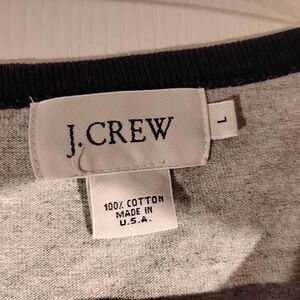 J.CREW
L
100% COTTON
MADE IN
U.S.A.